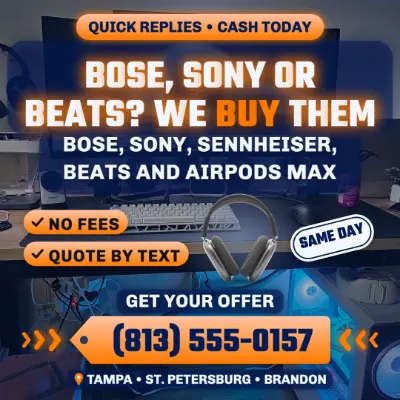 QUICK REPLIES • CASH TODAY
BOSE, SONY OR
BEATS? WE BUY THEM
BOSE, SONY, SENNHEISER,
BEATS AND AIRPODS MAX
✓ NO FEES
✓ QUOTE BY TEXT
SAME DAY
GET YOUR OFFER
(813) 555-0157
TAMPA • ST. PETERSBURG • BRANDON